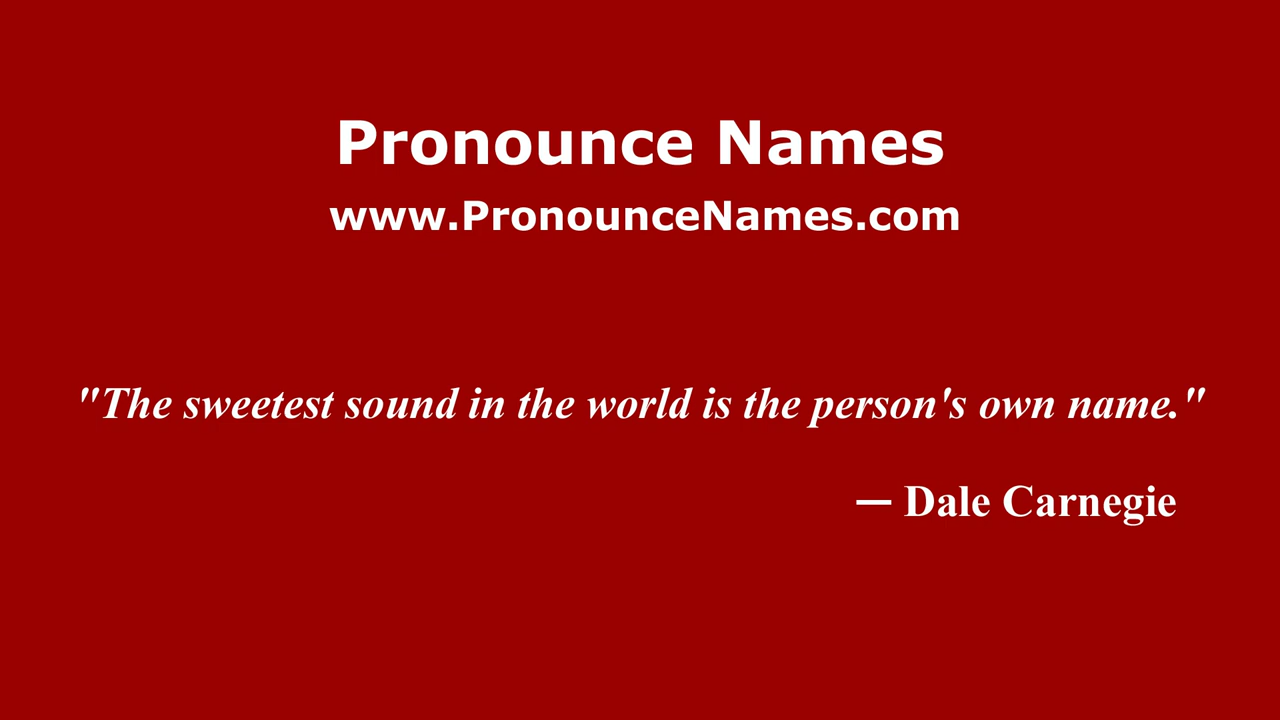 Pronounce Names
www.PronounceNames.com
"The sweetest sound in the world is the person's own name."
— Dale Carnegie